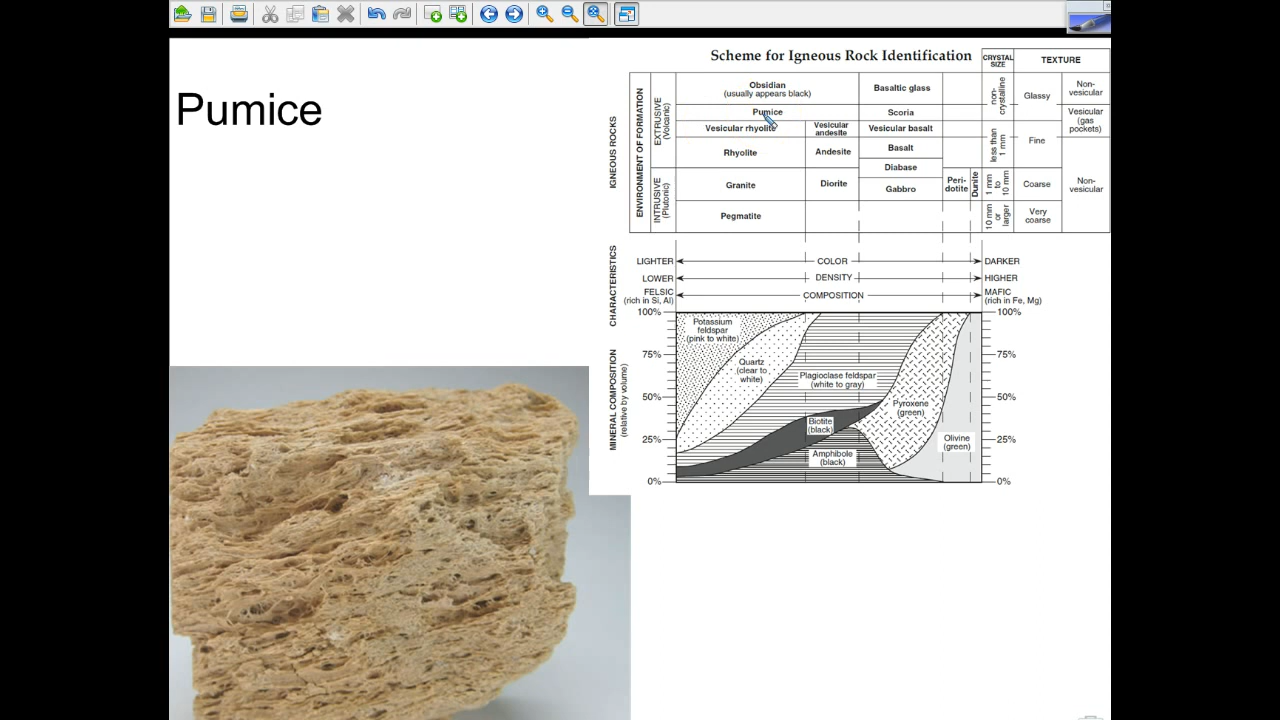 Pumice
Scheme for Igneous Rock Identification
CRYSTAL
SIZE
TEXTURE
IGNEOUS ROCKS
ENVIRONMENT OF FORMATION
EXTRUSIVE
(Volcanic)
INTRUSIVE
(Plutonic)
Obsidian
(usually appears black)
Basaltic glass
non-
crystalline
Glassy
Non-
vesicular
Pumice
Scoria
Vesicular
(gas
pockets)
Vesicular rhyolite
Vesicular
andesite
Vesicular basalt
less than
1 mm
Fine
Rhyolite
Andesite
Basalt
Diabase
Granite
Diorite
Gabbro
Peri-
dotite
Dunite
1 mm
to
10 mm
Coarse
Non-
vesicular
Pegmatite
10 mm
or
larger
Very
coarse
CHARACTERISTICS
LIGHTER
COLOR
DARKER
LOWER
DENSITY
HIGHER
FELSIC
(rich in Si, Al)
COMPOSITION
MAFIC
(rich in Fe, Mg)
MINERAL COMPOSITION
(relative by volume)
100%
75%
50%
25%
0%
Potassium
feldspar
(pink to white)
Quartz
(clear to
white)
Plagioclase feldspar
(white to gray)
Biotite
(black)
Amphibole
(black)
Pyroxene
(green)
Olivine
(green)
100%
75%
50%
25%
0%